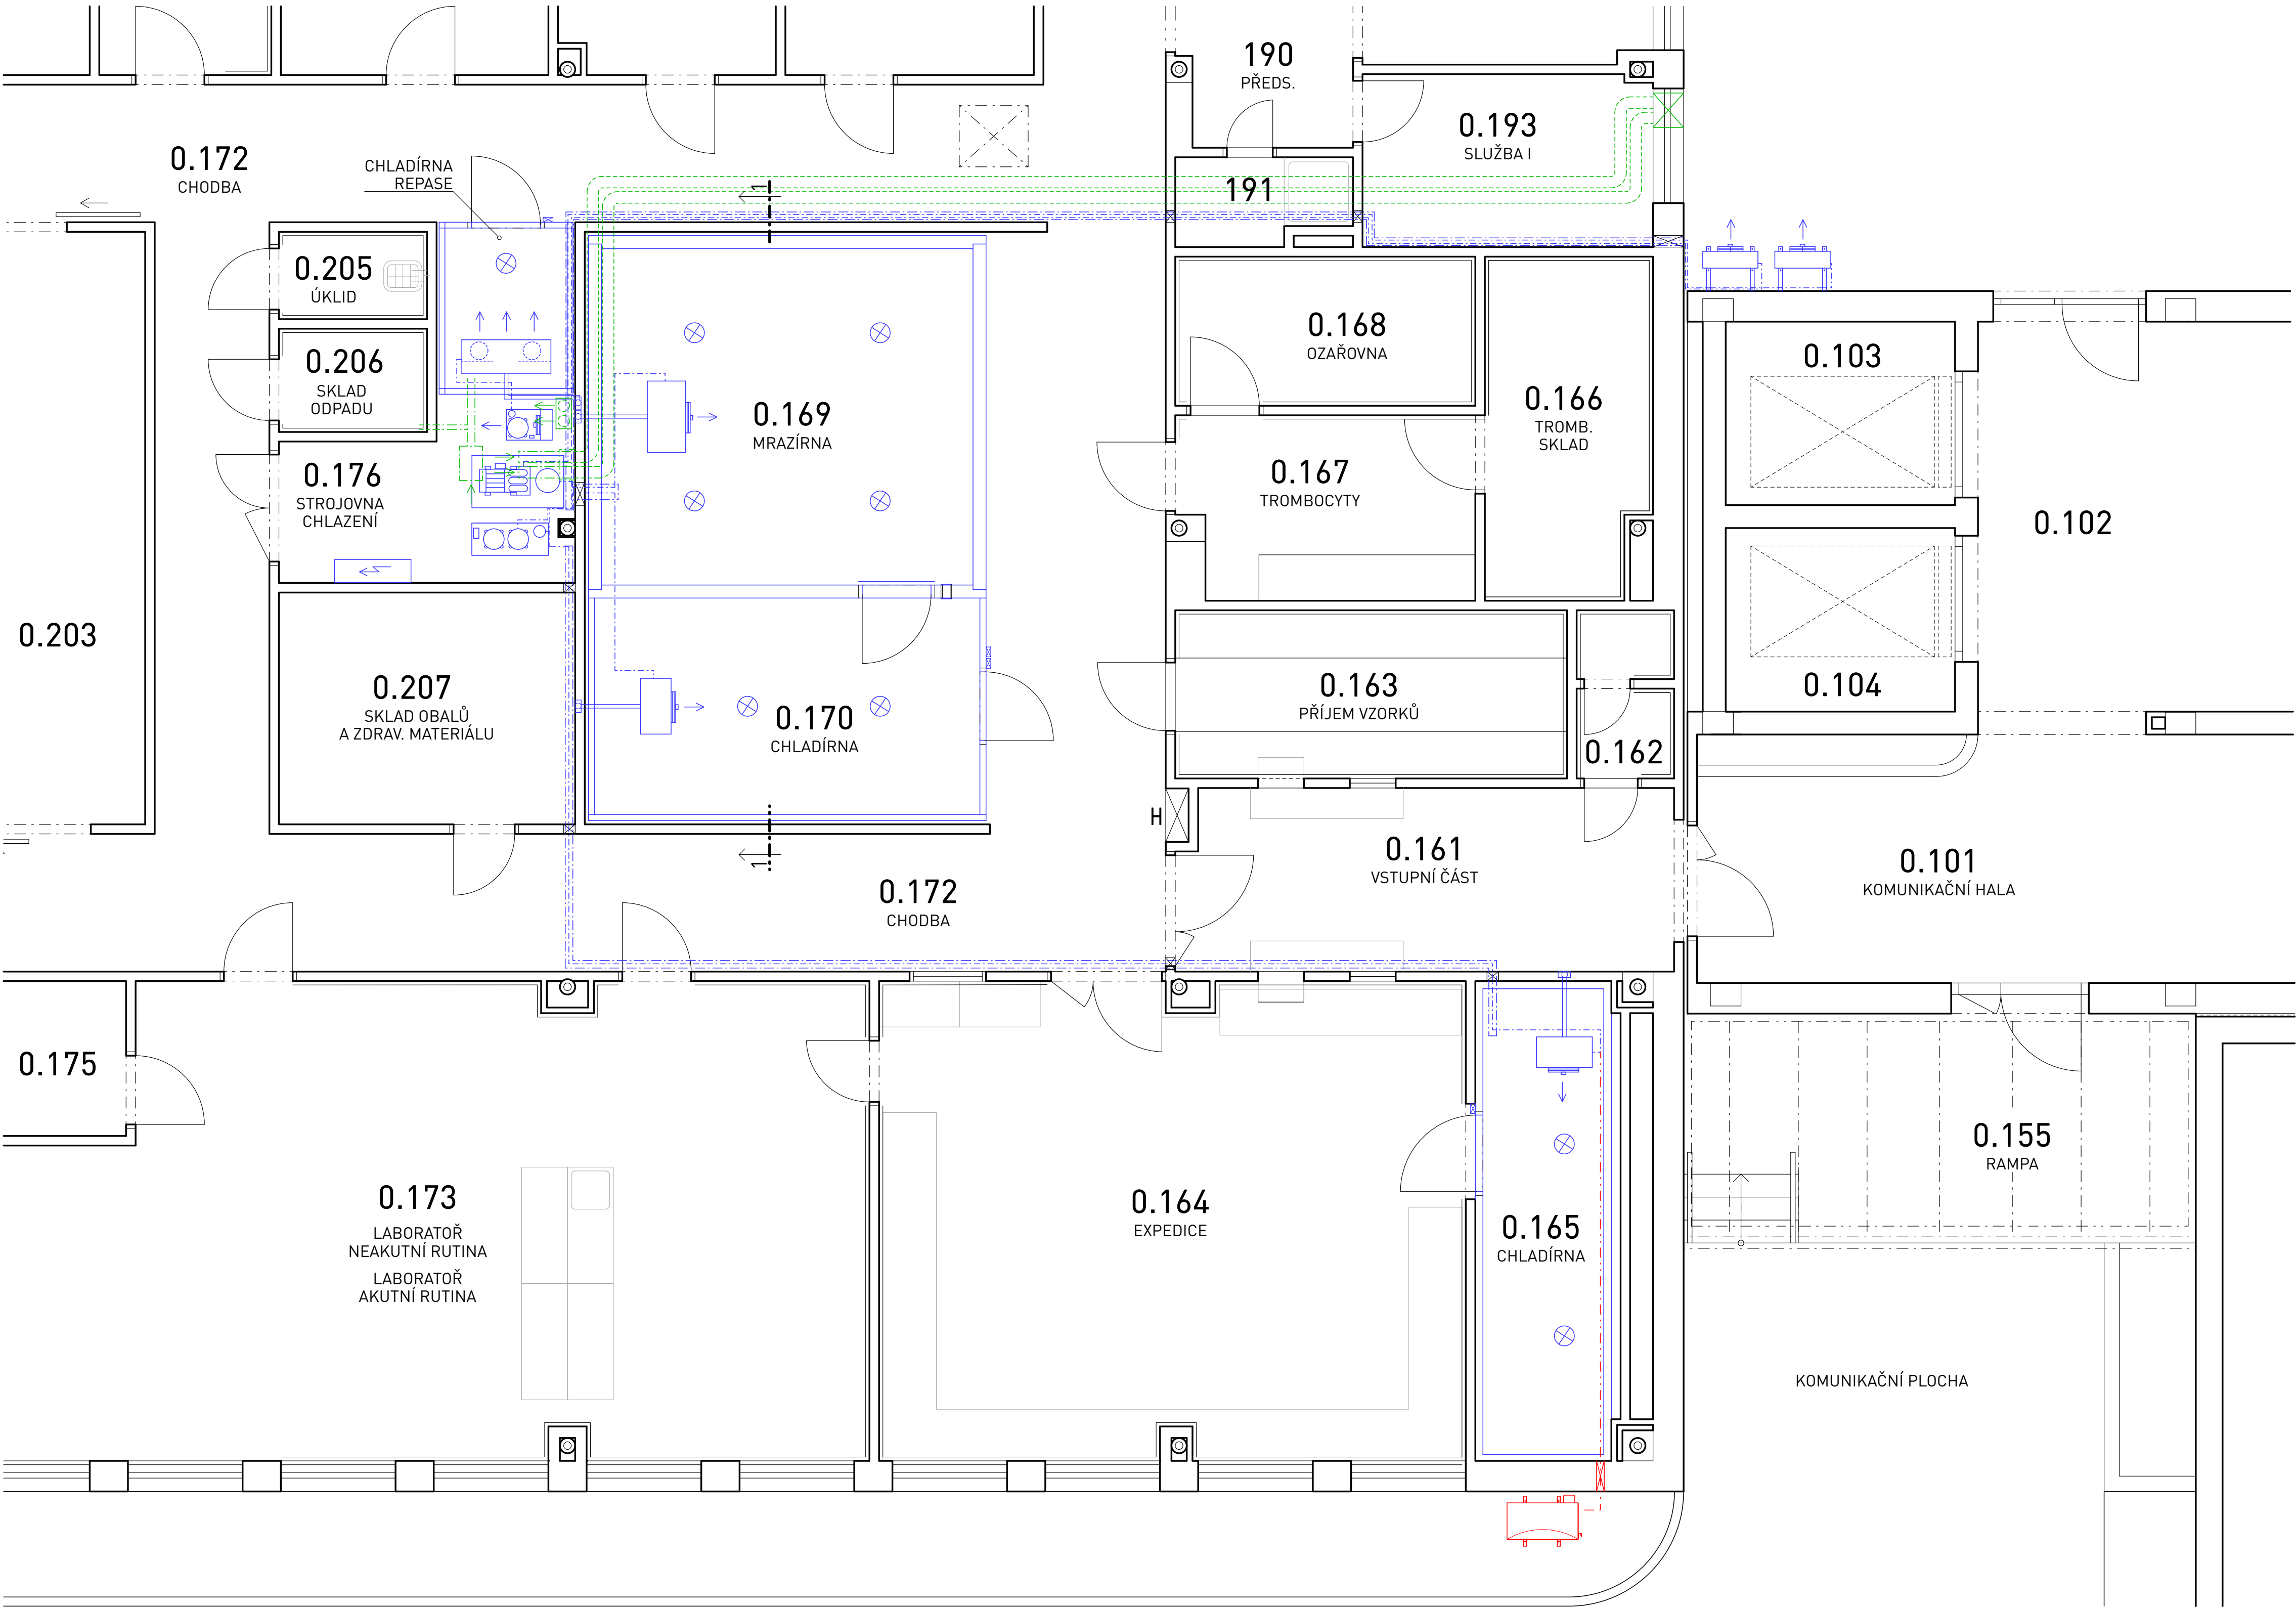 190
PŘEDS.
0.193
SLUŽBA I
0.172
CHODBA
CHLADÍRNA
REPASE
191
1
0.205
ÚKLID
0.206
SKLAD
ODPADU
0.168
OZAŘOVNA
0.103
0.166
TROMB.
SKLAD
0.169
MRAZÍRNA
0.176
STROJOVNA
CHLAZENÍ
0.167
TROMBOCYTY
0.102
0.203
0.207
SKLAD OBALŮ
A ZDRAV. MATERIÁLU
0.170
CHLADÍRNA
0.163
PŘÍJEM VZORKŮ
0.104
0.162
H
1
0.161
VSTUPNÍ ČÁST
0.101
KOMUNIKAČNÍ HALA
0.172
CHODBA
0.175
0.155
RAMPA
0.173
LABORATOŘ
NEAKUTNÍ RUTINA
LABORATOŘ
AKUTNÍ RUTINA
0.164
EXPEDICE
0.165
CHLADÍRNA
KOMUNIKAČNÍ PLOCHA